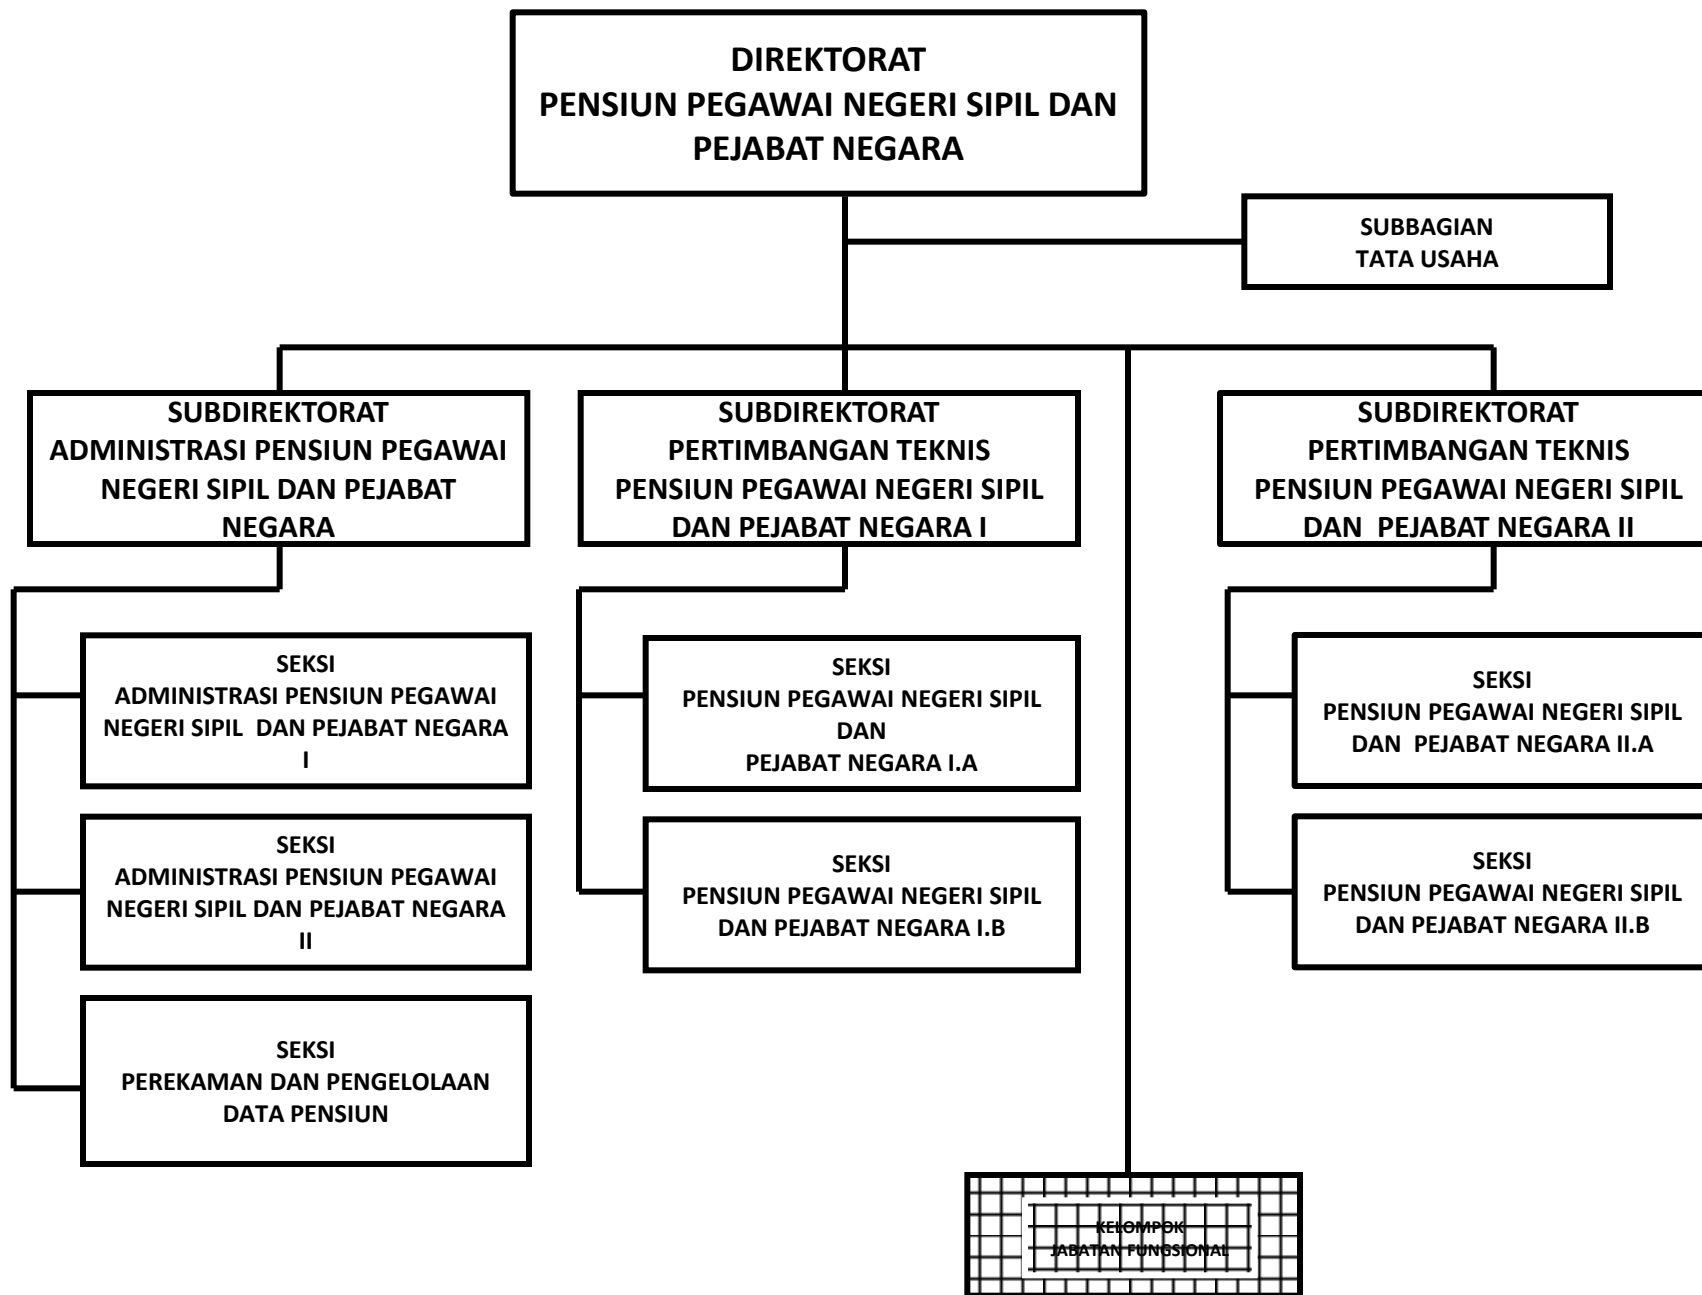 DIREKTORAT
PENSIUN PEGAWAI NEGERI SIPIL DAN
PEJABAT NEGARA
SUBBAGIAN
TATA USAHA
SUBDIREKTORAT
ADMINISTRASI PENSIUN PEGAWAI
NEGERI SIPIL DAN PEJABAT
NEGARA
SUBDIREKTORAT
PERTIMBANGAN TEKNIS
PENSIUN PEGAWAI NEGERI SIPIL
DAN PEJABAT NEGARA I
SUBDIREKTORAT
PERTIMBANGAN TEKNIS
PENSIUN PEGAWAI NEGERI SIPIL
DAN  PEJABAT NEGARA II
SEKSI
ADMINISTRASI PENSIUN PEGAWAI
NEGERI SIPIL  DAN PEJABAT NEGARA
I
SEKSI
PENSIUN PEGAWAI NEGERI SIPIL
DAN
PEJABAT NEGARA I.A
SEKSI
PENSIUN PEGAWAI NEGERI SIPIL
DAN  PEJABAT NEGARA II.A
SEKSI
ADMINISTRASI PENSIUN PEGAWAI
NEGERI SIPIL DAN PEJABAT NEGARA
II
SEKSI
PENSIUN PEGAWAI NEGERI SIPIL
DAN PEJABAT NEGARA I.B
SEKSI
PENSIUN PEGAWAI NEGERI SIPIL
DAN PEJABAT NEGARA II.B
SEKSI
PEREKAMAN DAN PENGELOLAAN
DATA PENSIUN
KELOMPOK
JABATAN FUNGSIONAL